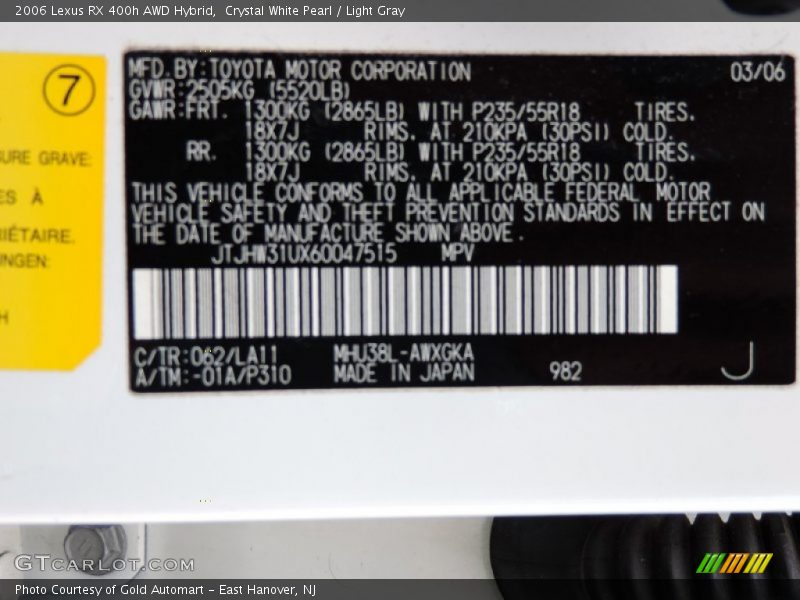 2006 Lexus RX 400h AWD Hybrid,  Crystal White Pearl / Light Gray
7
URE GRAVE:
ES À
RIÉTAIRE.
UNGEN:
H
MFD.BY:TOYOTA MOTOR CORPORATION 03/06
GVWR:2505KG (5520LB)
GAWR:FRT. 1300KG (2865LB) WITH P235/55R18 TIRES.
18X7J RIMS. AT 210KPA (30PSI) COLD.
RR. 1300KG (2865LB) WITH P235/55R18 TIRES.
18X7J RIMS. AT 210KPA (30PSI) COLD.
THIS VEHICLE CONFORMS TO ALL APPLICABLE FEDERAL MOTOR
VEHICLE SAFETY AND THEFT PREVENTION STANDARDS IN EFFECT ON
THE DATE OF MANUFACTURE SHOWN ABOVE.
JTJHW31UX60047515 MPV
C/TR:062/LA11 MHU38L-AWXGKA
A/TM:-01A/P310 MADE IN JAPAN 982
J
GTCARLOT.COM
Photo Courtesy of Gold Automart - East Hanover, NJ